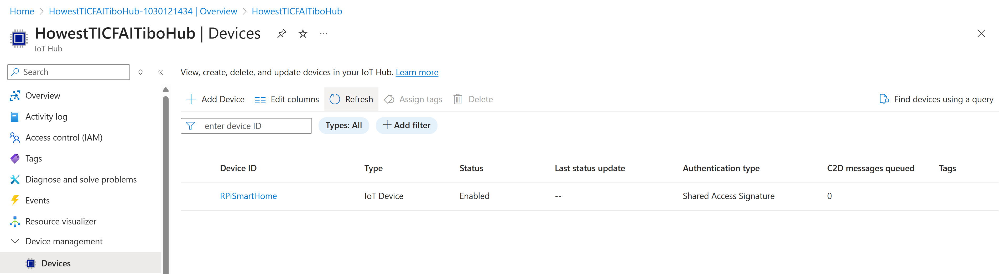 Home > HowestTICFAITiboHub-1030121434 | Overview > HowestTICFAITiboHub
HowestTICFAITiboHub | Devices
IoT Hub
Search
Overview
Activity log
Access control (IAM)
Tags
Diagnose and solve problems
Events
Resource visualizer
Device management
Devices
View, create, delete, and update devices in your IoT Hub. Learn more
Add Device Edit columns Refresh Assign tags Delete Find devices using a query
enter device ID Types: All Add filter
Device ID Type Status Last status update Authentication type C2D messages queued Tags
RPiSmartHome IoT Device Enabled -- Shared Access Signature 0